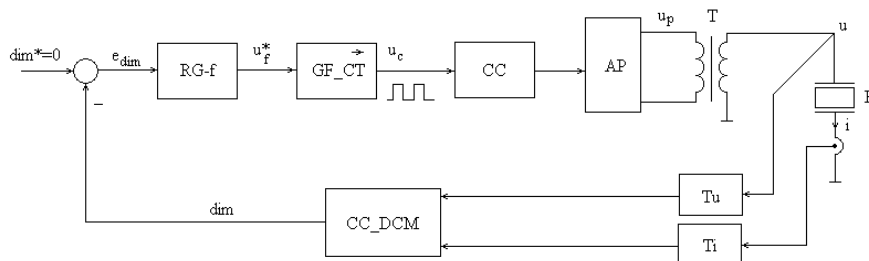 dim*=0
e_dim
RG-f
u*_f
GF_CT
u_c
CC
AP
u_p
T
u
i
Tu
Ti
CC_DCM
dim
–